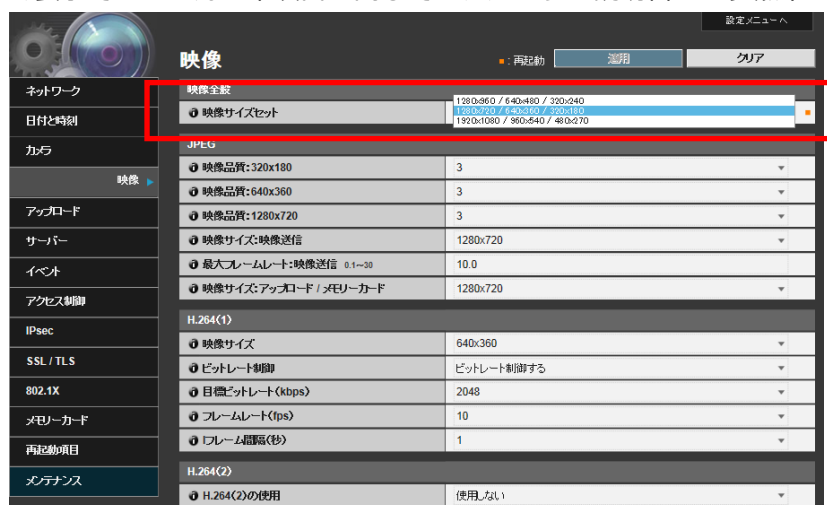 設定メニューへ
映像
■ : 再起動
適用
クリア
ネットワーク
日付と時刻
カメラ
映像
アップロード
サーバー
イベント
アクセス制御
IPsec
SSL / TLS
802.1X
メモリーカード
再起動項目
メンテナンス
映像全般
映像サイズセット
1280x960 / 640x480 / 320x240
1280x720 / 640x360 / 320x180
1920x1080 / 960x540 / 480x270
JPEG
映像品質:320x180 3
映像品質:640x360 3
映像品質:1280x720 3
映像サイズ:映像送信 1280x720
最大フレームレート:映像送信 0.1~30 10.0
映像サイズ:アップロード / メモリーカード 1280x720
H.264(1)
映像サイズ 640x360
ビットレート制御 ビットレート制御する
目標ビットレート(kbps) 2048
フレームレート(fps) 10
Iフレーム間隔(秒) 1
H.264(2)
H.264(2)の使用 使用しない